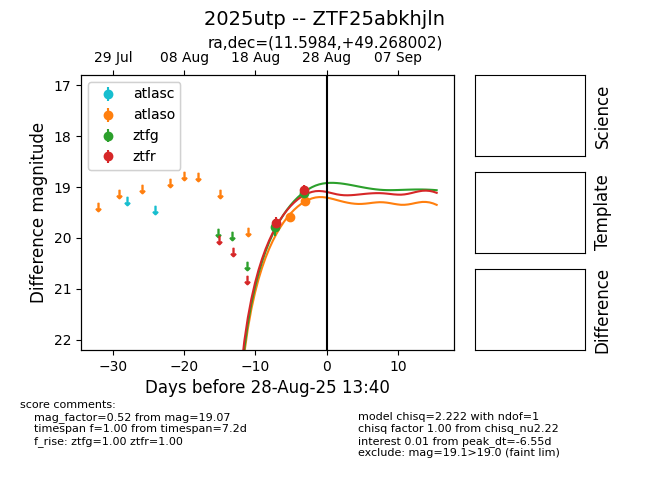 2025utp -- ZTF25abkhjln
ra,dec=(11.5984,+49.268002)
29 Jul
08 Aug
18 Aug
28 Aug
07 Sep
atlasc
atlaso
ztfg
ztfr
17
18
19
20
21
22
Difference magnitude
−30
−20
−10
0
10
Days before 28-Aug-25 13:40
Science
Template
Difference
score comments:
mag_factor=0.52 from mag=19.07
timespan f=1.00 from timespan=7.2d
f_rise: ztfg=1.00 ztfr=1.00
model chisq=2.222 with ndof=1
chisq factor 1.00 from chisq_nu2.22
interest 0.01 from peak_dt=-6.55d
exclude: mag=19.1>19.0 (faint lim)